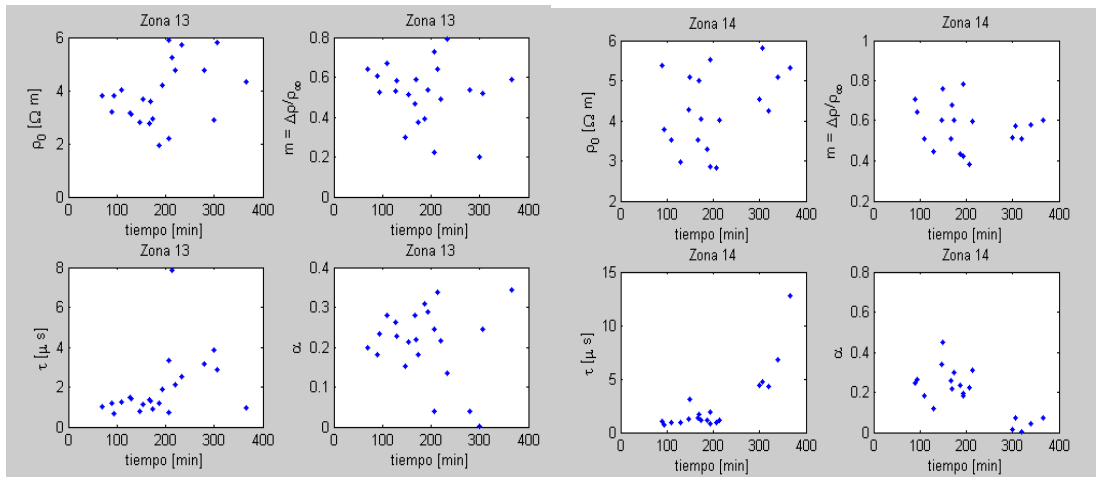 Zona 13
ρ₀ [Ω m]
6
4
2
0
0 100 200 300 400
tiempo [min]
Zona 13
m = Δρ/ρ∞
0.8
0.6
0.4
0.2
0
0 100 200 300 400
tiempo [min]
Zona 14
ρ₀ [Ω m]
6
5
4
3
2
0 100 200 300 400
tiempo [min]
Zona 14
m = Δρ/ρ∞
1
0.8
0.6
0.4
0.2
0 100 200 300 400
tiempo [min]
Zona 13
τ [μ s]
8
6
4
2
0
0 100 200 300 400
tiempo [min]
Zona 13
α
0.4
0.3
0.2
0.1
0
0 100 200 300 400
tiempo [min]
Zona 14
τ [μ s]
15
10
5
0
0 100 200 300 400
tiempo [min]
Zona 14
α
0.8
0.6
0.4
0.2
0
0 100 200 300 400
tiempo [min]